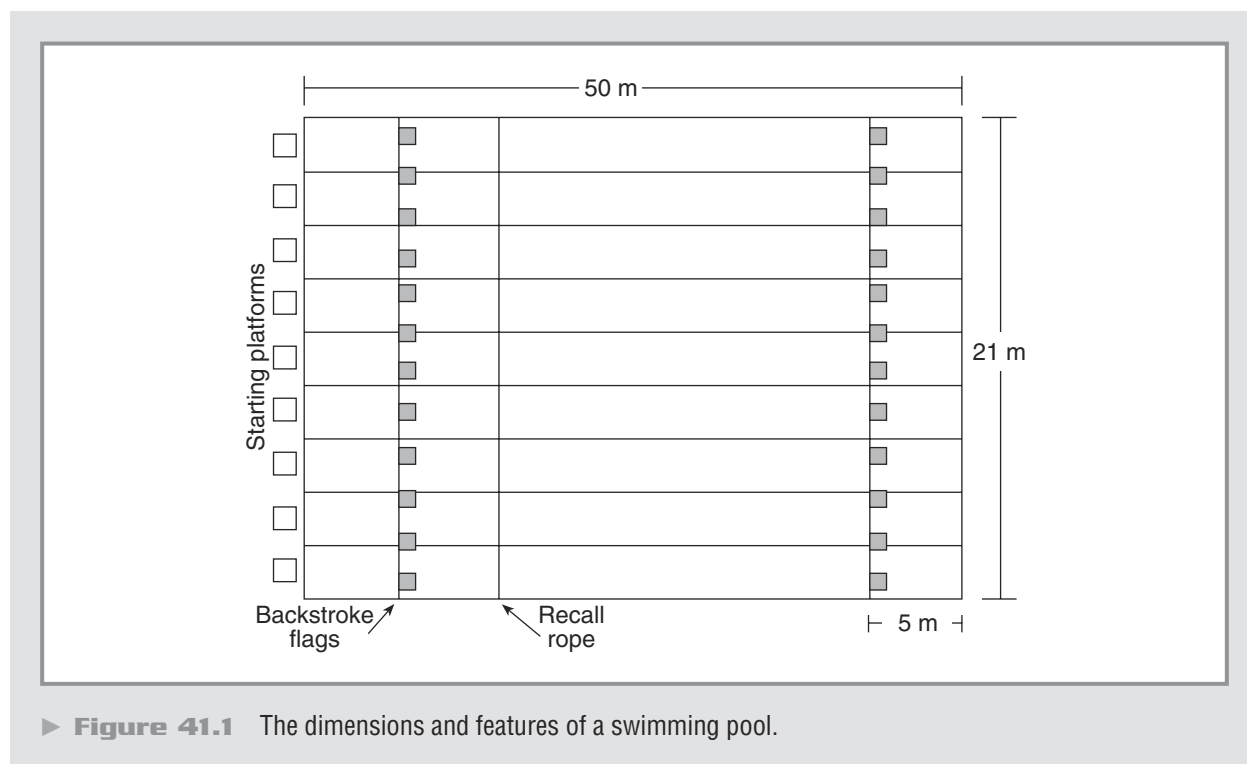 50 m
Starting platforms
21 m
Backstroke
flags
Recall
rope
5 m
▶ Figure 41.1 The dimensions and features of a swimming pool.